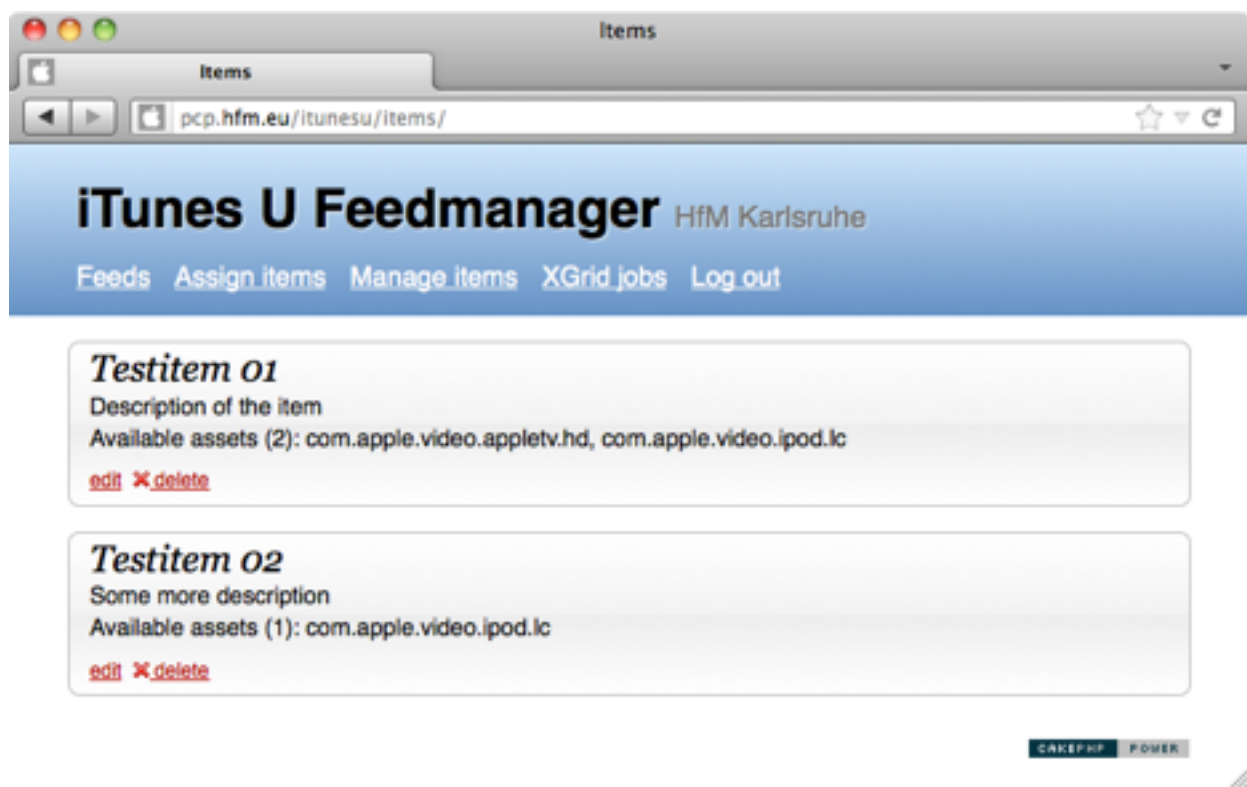 Items
Items
pcp.hfm.eu/itunesu/items/
iTunes U Feedmanager HfM Karlsruhe
Feeds Assign items Manage items XGrid jobs Log out
Testitem 01
Description of the item
Available assets (2): com.apple.video.appletv.hd, com.apple.video.ipod.lc
edit delete
Testitem 02
Some more description
Available assets (1): com.apple.video.ipod.lc
edit delete
CAKEPHP POWER